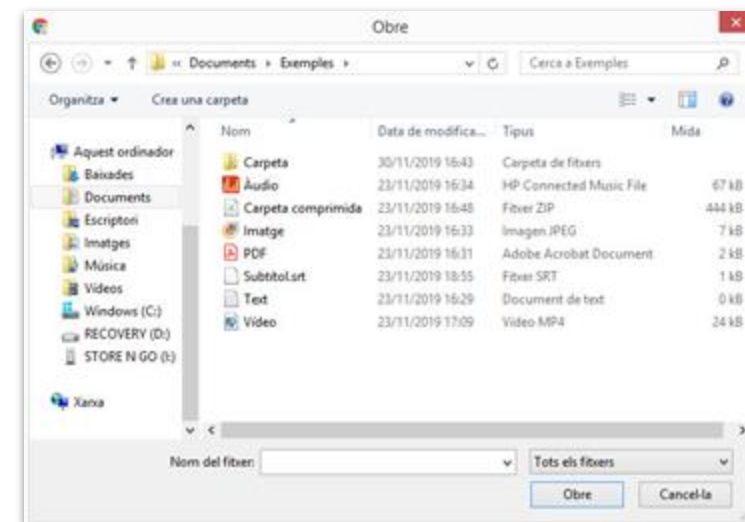 Obre
« Documents › Exemples ›
Cerca a Exemples
Organitza
Crea una carpeta
Aquest ordinador
Baixades
Documents
Escriptori
Imatges
Música
Vídeos
Windows (C:)
RECOVERY (D:)
STORE N GO (I:)
Xarxa
Nom Data de modifica... Tipus Mida
Carpeta 30/11/2019 16:43 Carpeta de fitxers
Àudio 23/11/2019 16:34 HP Connected Music File 67 kB
Carpeta comprimida 23/11/2019 16:48 Fitxer ZIP 444 kB
Imatge 23/11/2019 16:33 Imagen JPEG 7 kB
PDF 23/11/2019 16:31 Adobe Acrobat Document 2 kB
Subtitol.srt 23/11/2019 18:55 Fitxer SRT 1 kB
Text 23/11/2019 16:29 Document de text 0 kB
Vídeo 23/11/2019 17:09 Vídeo MP4 24 kB
Nom del fitxer:
Tots els fitxers
Obre
Cancel·la